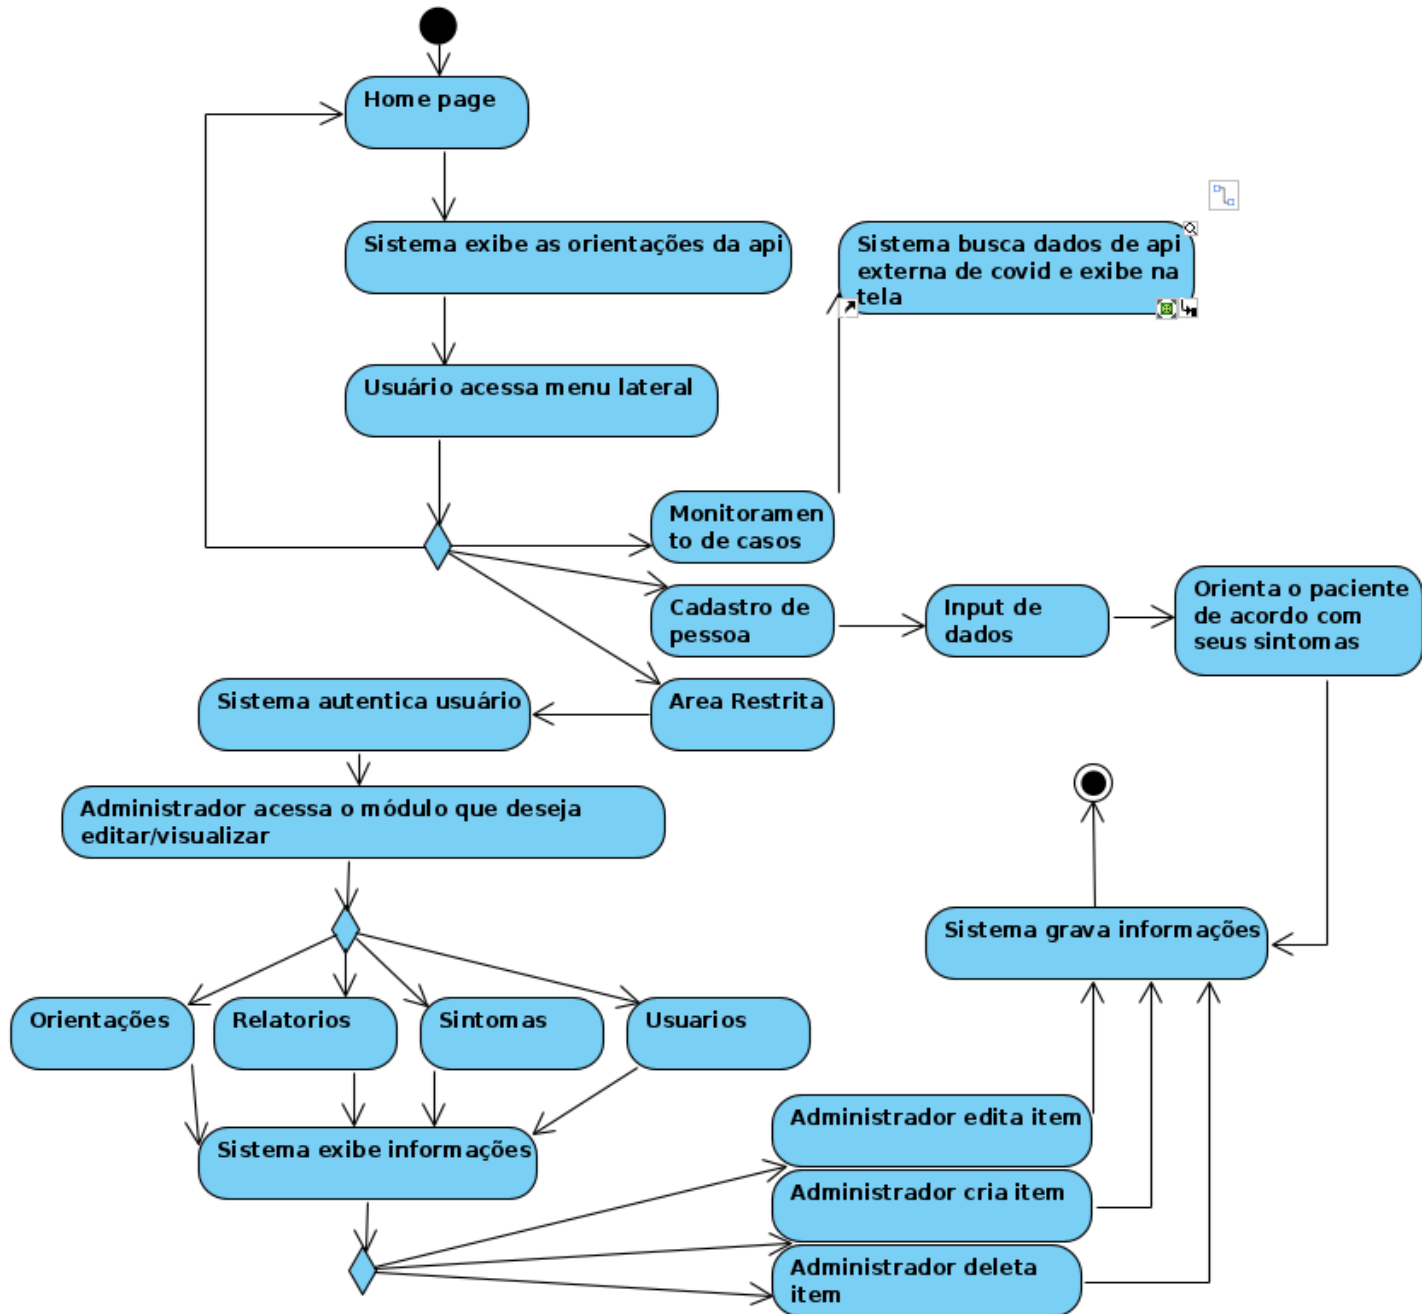 Home page
Sistema exibe as orientações da api
Sistema busca dados de api
externa de covid e exibe na
tela
Usuário acessa menu lateral
Monitoramen
to de casos
Cadastro de
pessoa
Input de
dados
Orienta o paciente
de acordo com
seus sintomas
Sistema autentica usuário
Area Restrita
Administrador acessa o módulo que deseja
editar/visualizar
Sistema grava informações
Orientações
Relatorios
Sintomas
Usuarios
Sistema exibe informações
Administrador edita item
Administrador cria item
Administrador deleta
item